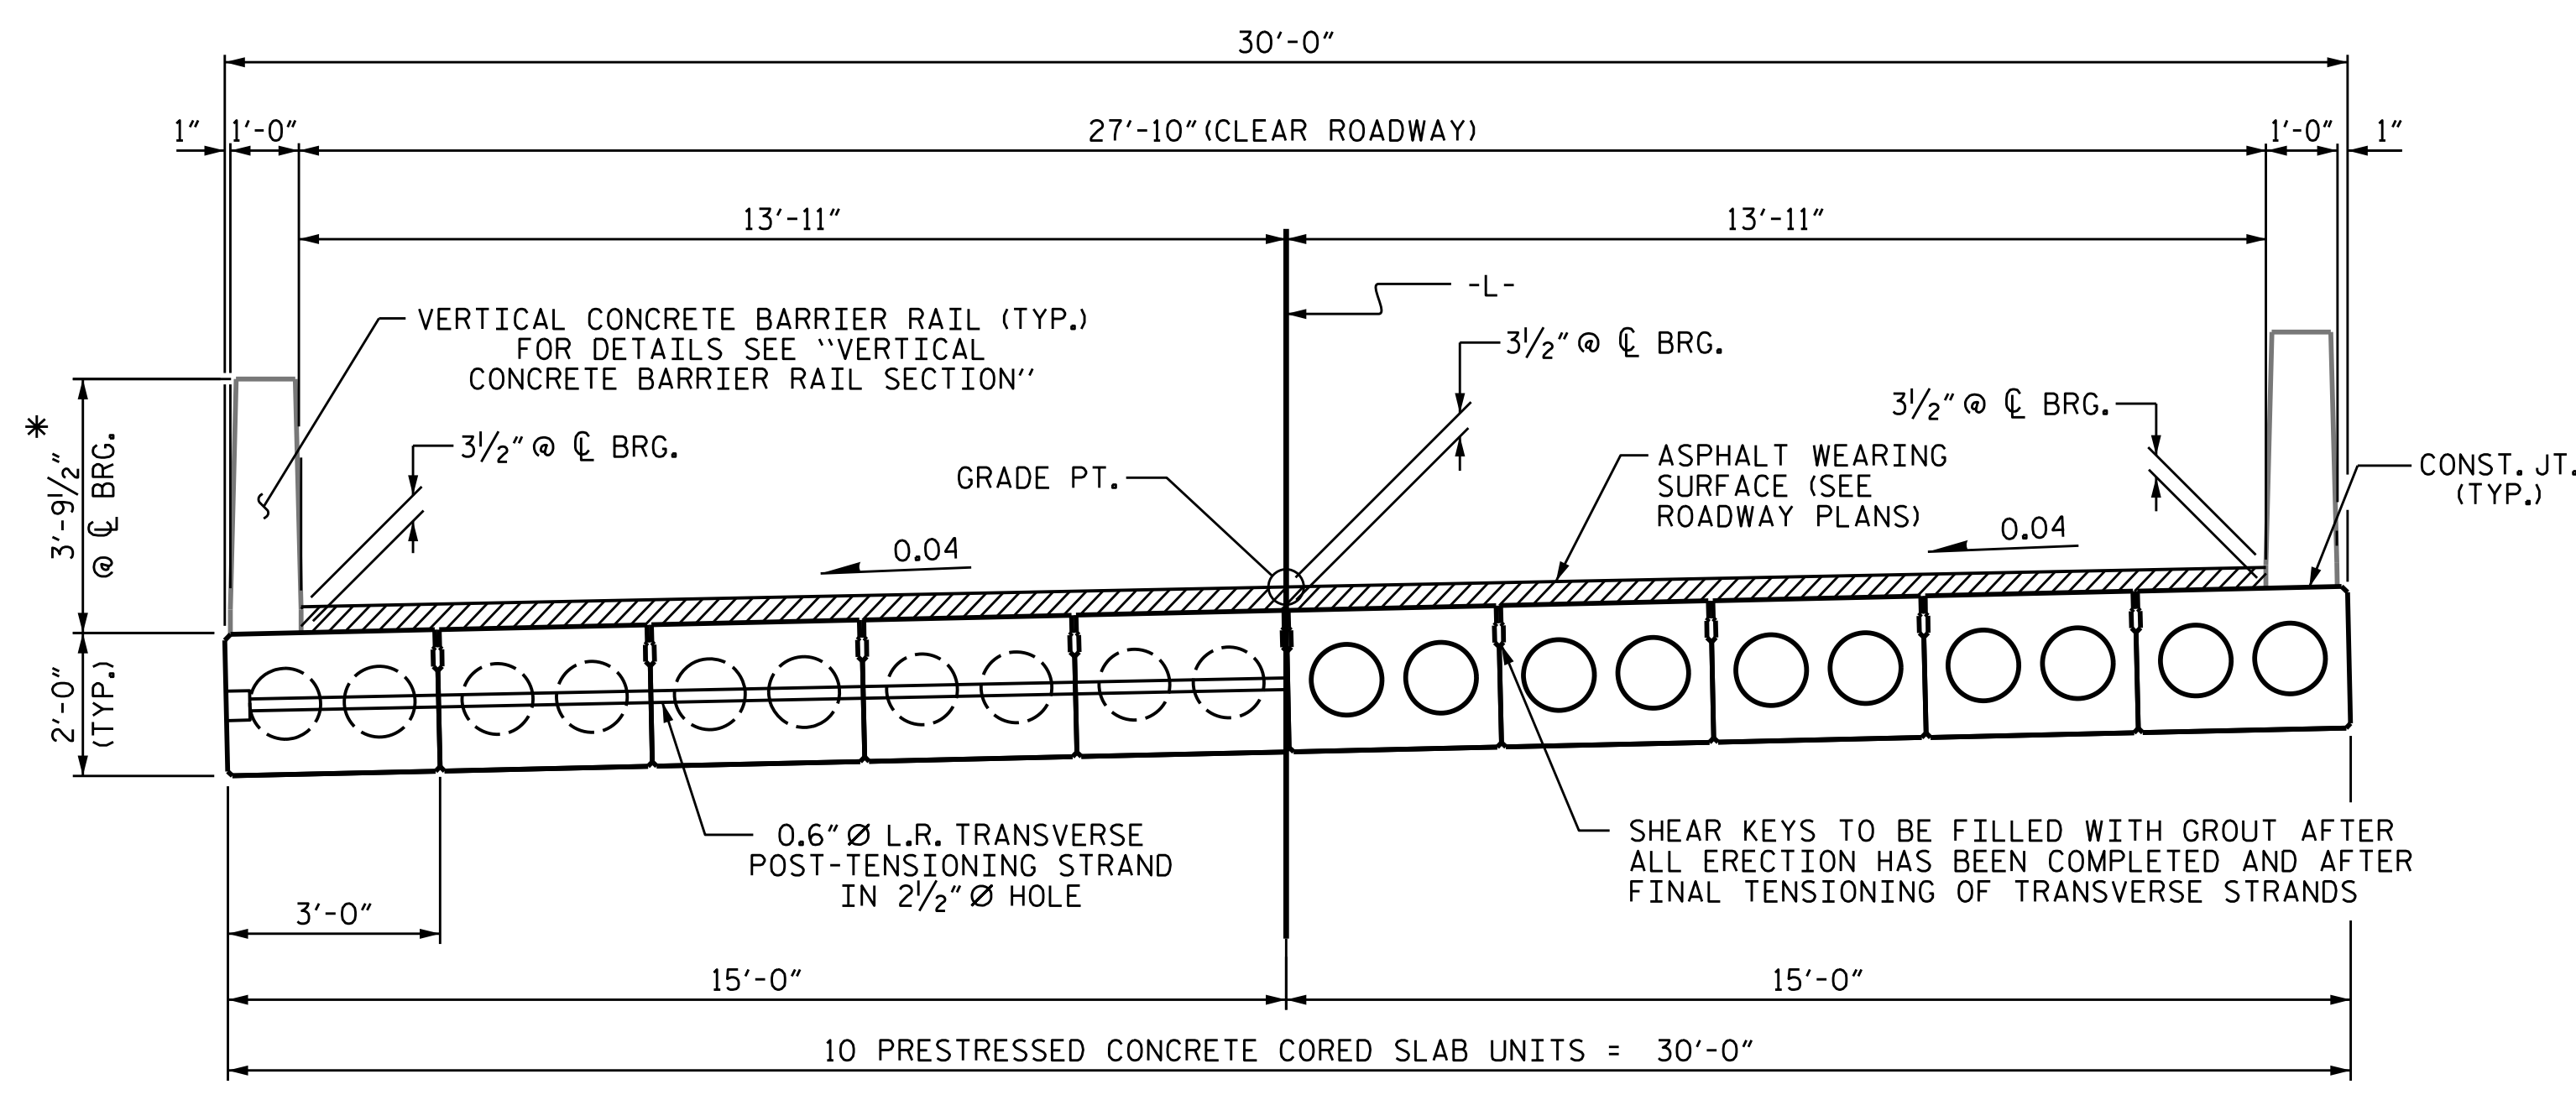 30'-0"
1" 1'-0" 27'-10" (CLEAR ROADWAY) 1'-0" 1"
13'-11" 13'-11"
-L-
VERTICAL CONCRETE BARRIER RAIL (TYP.)
FOR DETAILS SEE "VERTICAL
CONCRETE BARRIER RAIL SECTION"
3½" @ ℄ BRG.
3½" @ ℄ BRG.
3½" @ ℄ BRG.
*
3'-9½"
@ ℄ BRG.
GRADE PT.
ASPHALT WEARING
SURFACE (SEE
ROADWAY PLANS)
CONST. JT.
(TYP.)
0.04
0.04
2'-0"
(TYP.)
0.6" Ø L.R. TRANSVERSE
POST-TENSIONING STRAND
IN 2½" Ø HOLE
SHEAR KEYS TO BE FILLED WITH GROUT AFTER
ALL ERECTION HAS BEEN COMPLETED AND AFTER
FINAL TENSIONING OF TRANSVERSE STRANDS
3'-0"
15'-0" 15'-0"
10 PRESTRESSED CONCRETE CORED SLAB UNITS = 30'-0"